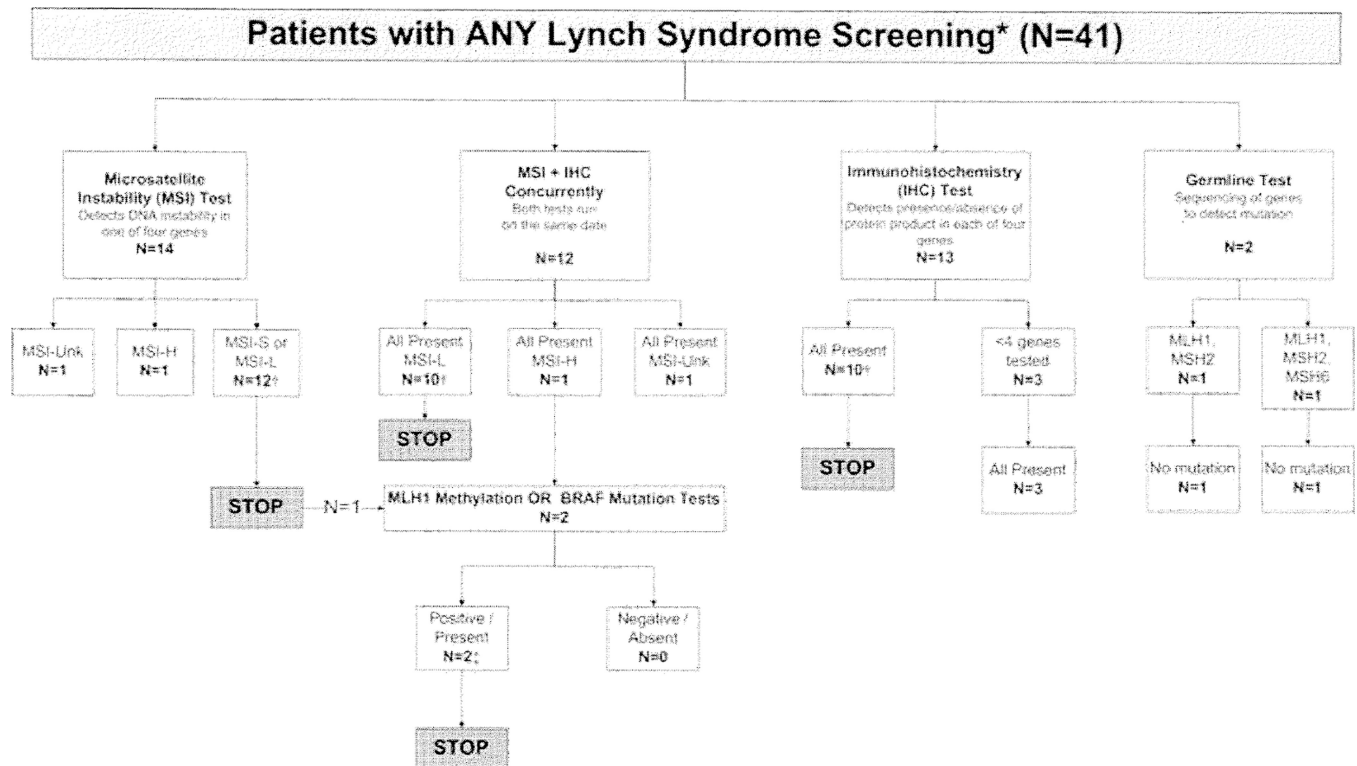 Patients with ANY Lynch Syndrome Screening* (N=41)
Microsatellite
Instability (MSI) Test
Detects DNA instability in
one of four genes
N=14
MSI + IHC
Concurrently
Both tests run
on the same date
N=12
Immunohistochemistry
(IHC) Test
Detects presence/absence of
protein product in each of four
genes
N=13
Germline Test
Sequencing of genes
to detect mutation
N=2
MSI-Unk
N=1
MSI-H
N=1
MSI-S or
MSI-L
N=12†
All Present
MSI-L
N=10†
All Present
MSI-H
N=1
All Present
MSI-Unk
N=1
All Present
N=10†
<4 genes
tested
N=3
MLH1,
MSH2
N=1
MLH1,
MSH2,
MSH6
N=1
STOP
STOP
All Present
N=3
No mutation
N=1
No mutation
N=1
STOP
N=1
MLH1 Methylation OR BRAF Mutation Tests
N=2
Positive /
Present
N=2‡
Negative /
Absent
N=0
STOP